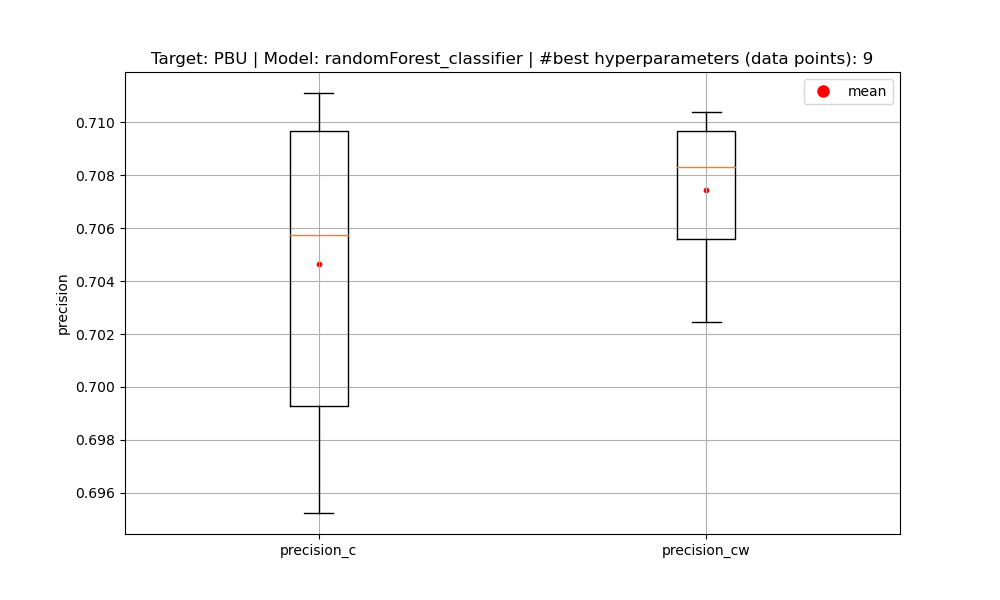 Target: PBU | Model: randomForest_classifier | #best hyperparameters (data points): 9
mean
0.710
0.708
0.706
0.704
0.702
0.700
0.698
0.696
precision
precision_c
precision_cw